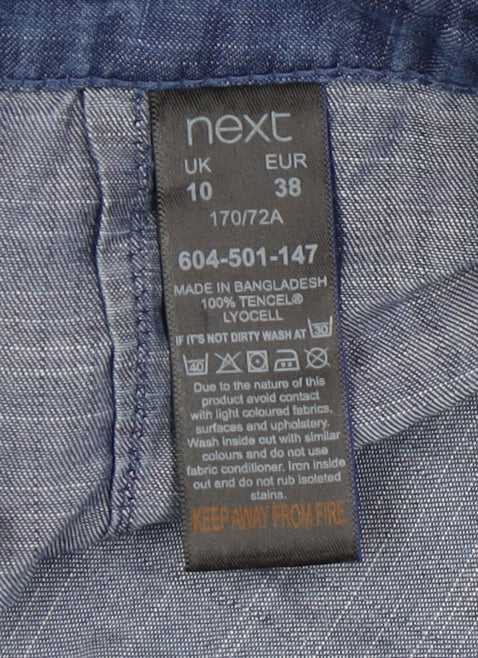 next
UK EUR
10 38
170/72A
604-501-147
MADE IN BANGLADESH
100% TENCEL®
LYOCELL
IF IT'S NOT DIRTY WASH AT 30
40
Due to the nature of this
product avoid contact
with light coloured fabrics,
surfaces and upholstery.
Wash inside out with similar
colours and do not use
fabric conditioner. Iron inside
out and do not rub isolated
stains.
KEEP AWAY FROM FIRE